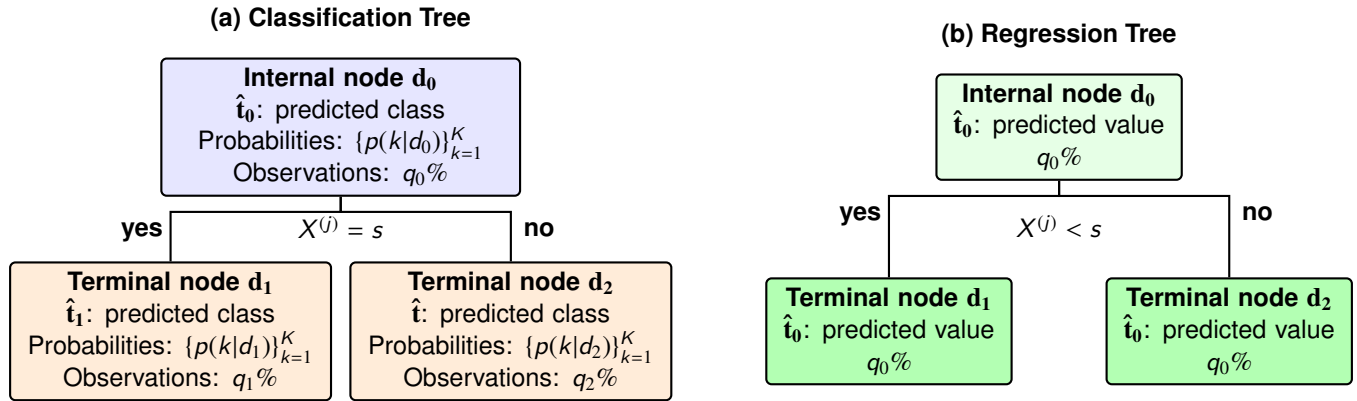 (a) Classification Tree
Internal node d₀
t̂₀: predicted class
Probabilities: {p(k|d₀)}ᴷₖ₌₁
Observations: q₀%
yes
X⁽ʲ⁾ = s
no
Terminal node d₁
t̂₁: predicted class
Probabilities: {p(k|d₁)}ᴷₖ₌₁
Observations: q₁%
Terminal node d₂
t̂: predicted class
Probabilities: {p(k|d₂)}ᴷₖ₌₁
Observations: q₂%
(b) Regression Tree
Internal node d₀
t̂₀: predicted value
q₀%
yes
X⁽ʲ⁾ < s
no
Terminal node d₁
t̂₀: predicted value
q₀%
Terminal node d₂
t̂₀: predicted value
q₀%